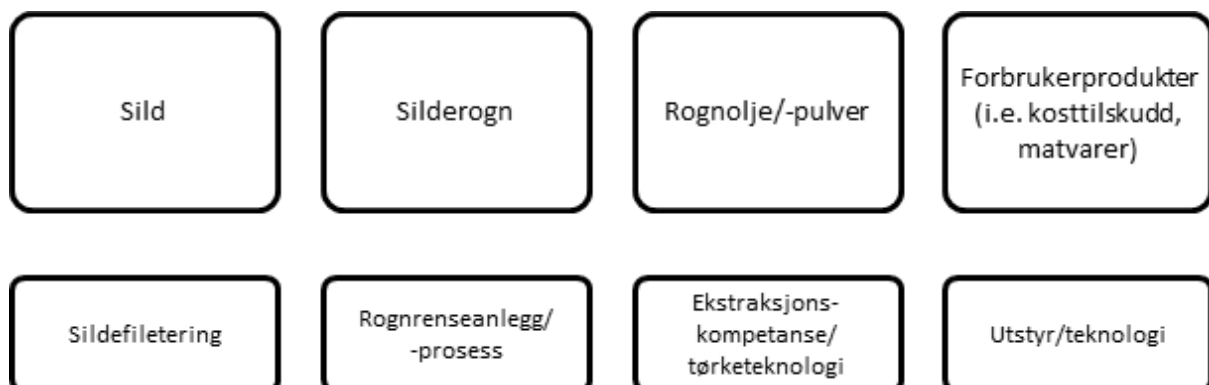 Sild
Silderogn
Rognolje/-pulver
Forbrukerprodukter
(i.e. kosttilskudd,
matvarer)
Sildefiletering
Rognrenseanlegg/
-prosess
Ekstraksjons-
kompetanse/
tørketeknologi
Utstyr/teknologi